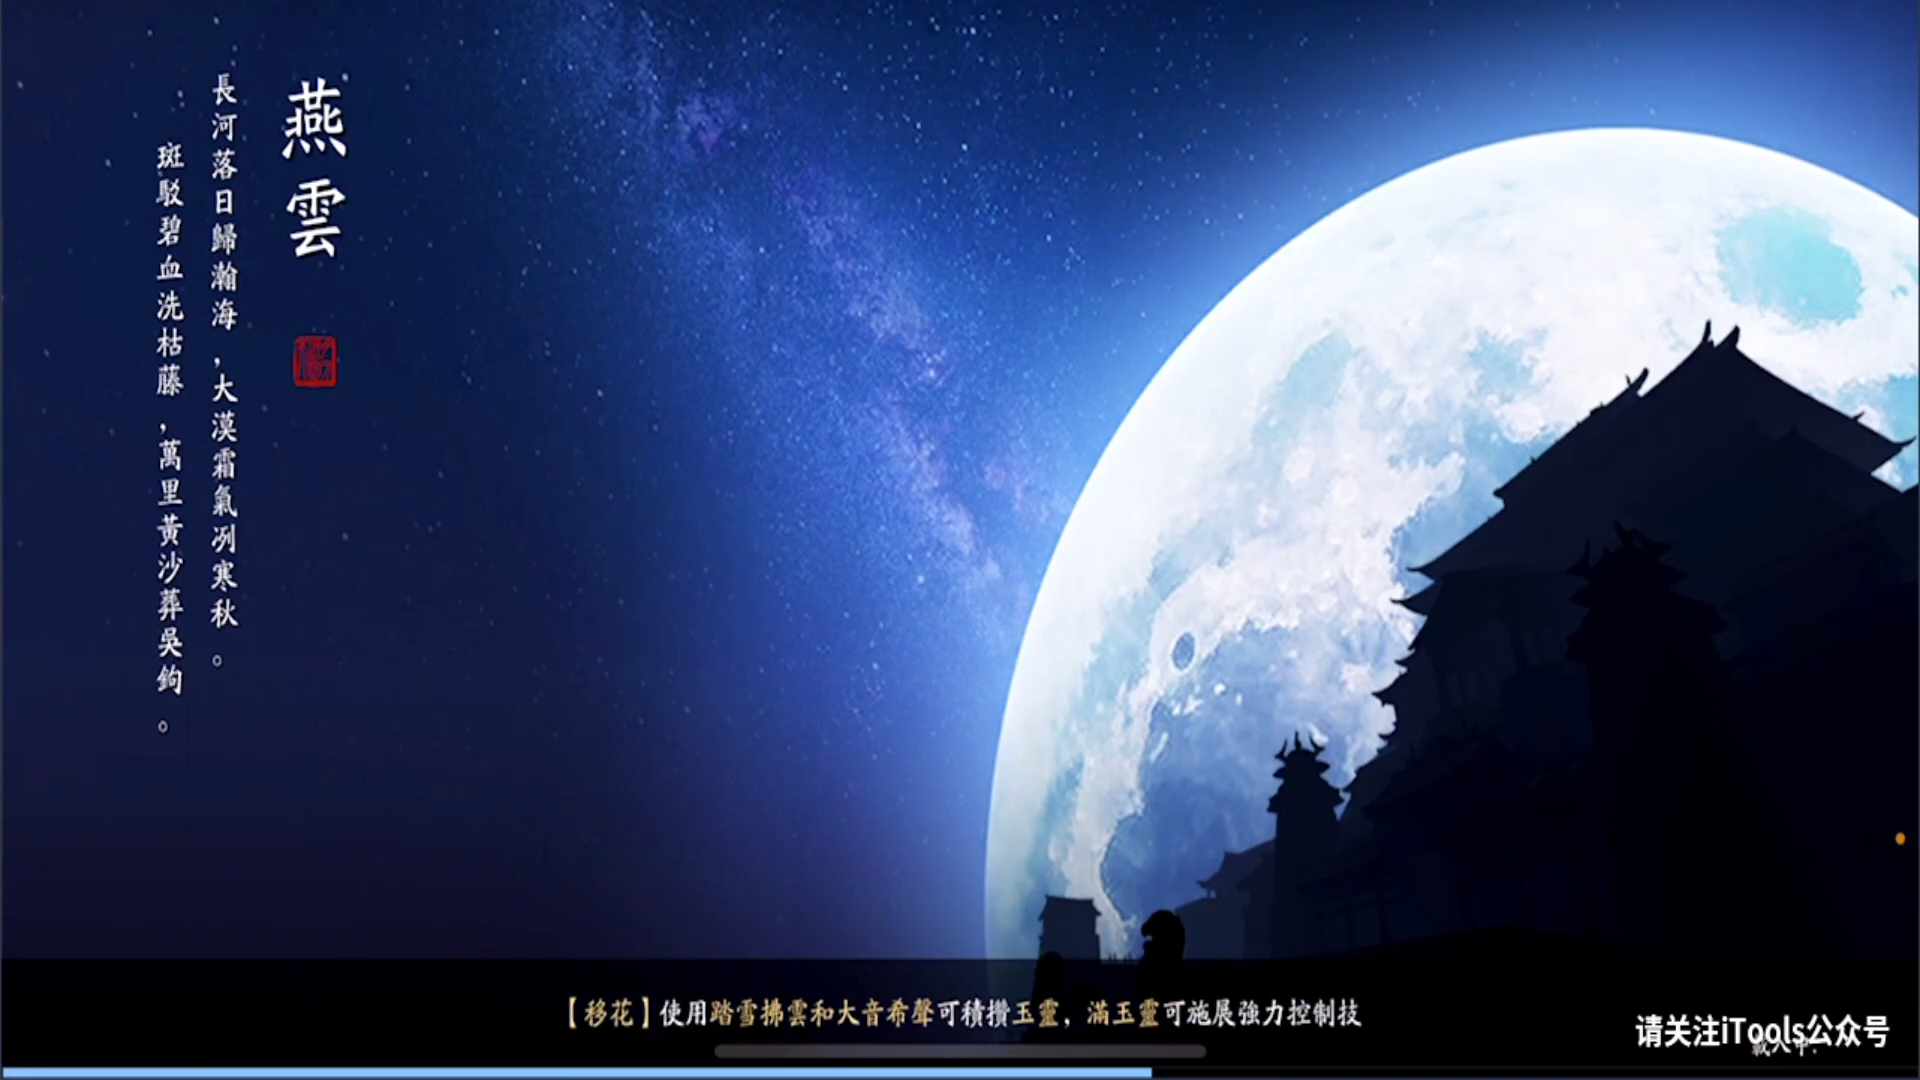 燕雲
長河落日歸瀚海，大漠霜氣冽寒秋。
斑駁碧血洗枯藤，萬里黃沙葬吳鉤。
【移花】使用踏雪拂雲和大音希聲可積攢玉靈，滿玉靈可施展強力控制技
请关注iTools公众号
載入中.